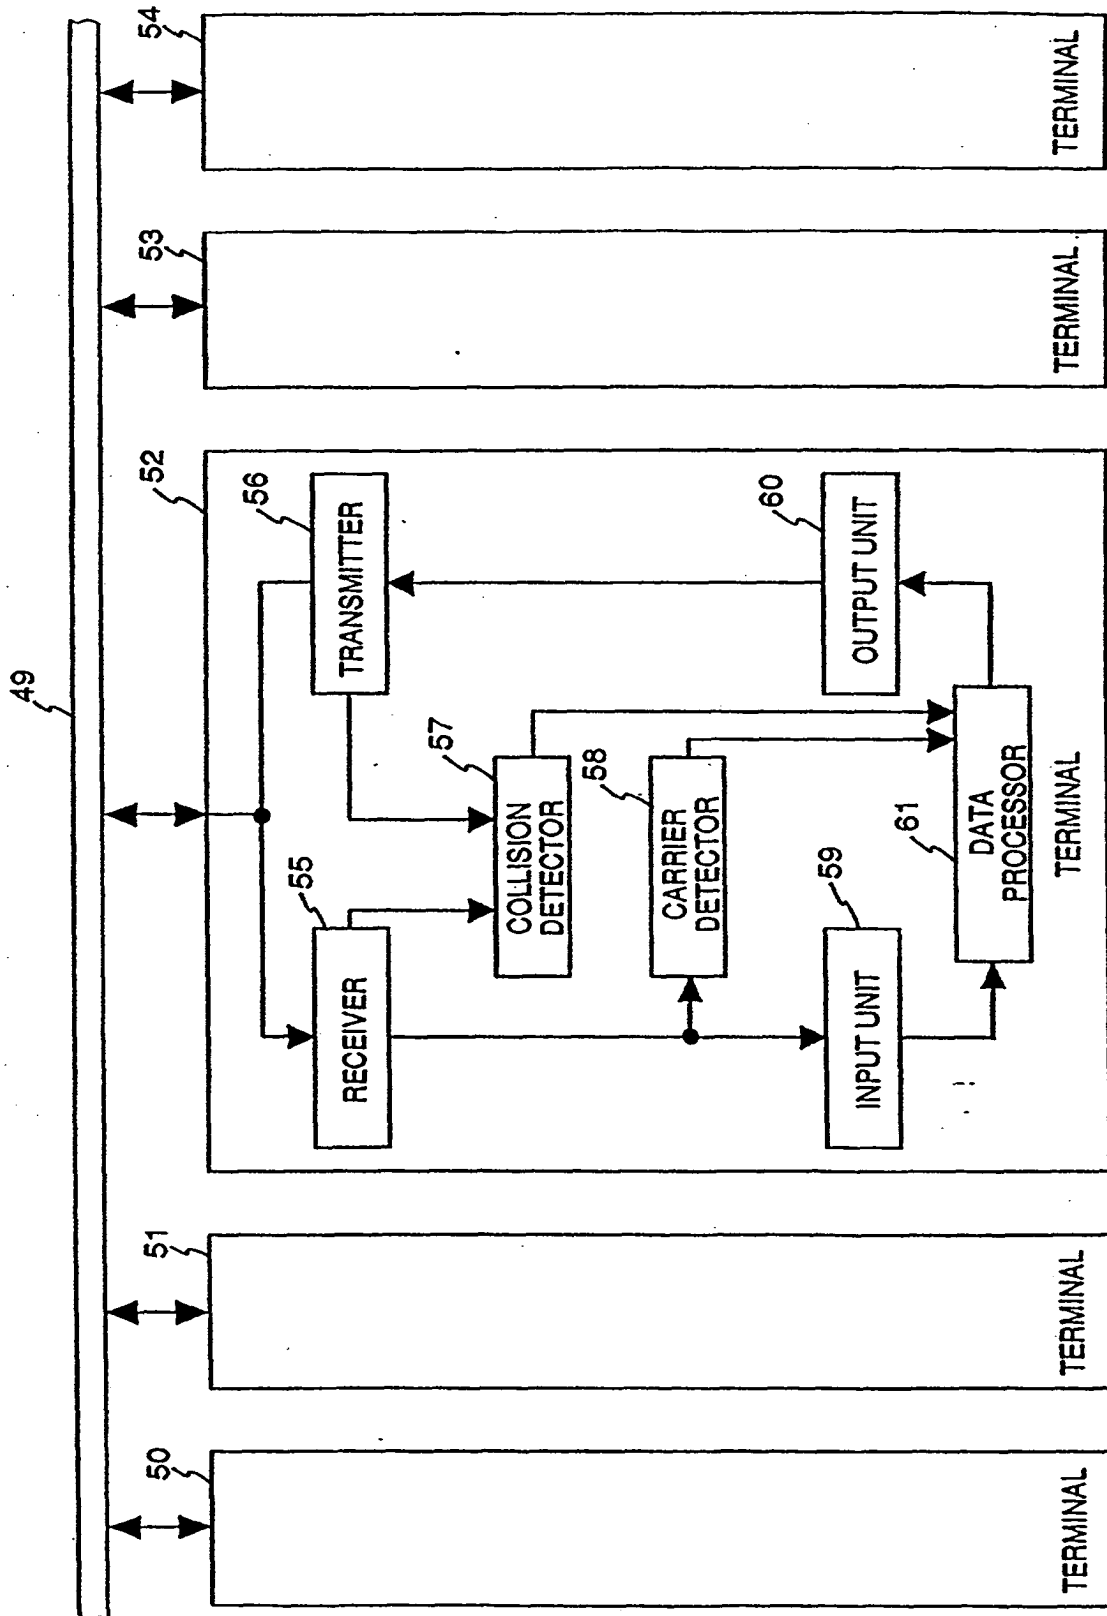 49
50
51
52
53
54
55
56
RECEIVER
TRANSMITTER
57
COLLISION
DETECTOR
58
CARRIER
DETECTOR
59
60
INPUT UNIT
OUTPUT UNIT
61
DATA
PROCESSOR
TERMINAL
TERMINAL
TERMINAL
TERMINAL
TERMINAL